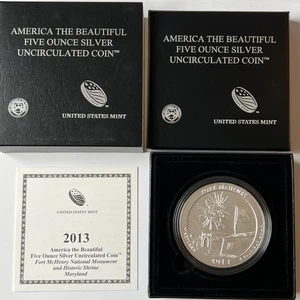 AMERICA THE BEAUTIFUL
FIVE OUNCE SILVER
UNCIRCULATED COIN™
UNITED STATES MINT
AMERICA THE BEAUTIFUL
FIVE OUNCE SILVER
UNCIRCULATED COIN™
UNITED STATES MINT
UNITED STATES MINT
2013
America the Beautiful
Five Ounce Silver Uncirculated Coin™
Fort McHenry National Monument
and Historic Shrine
Maryland
FORT McHENRY